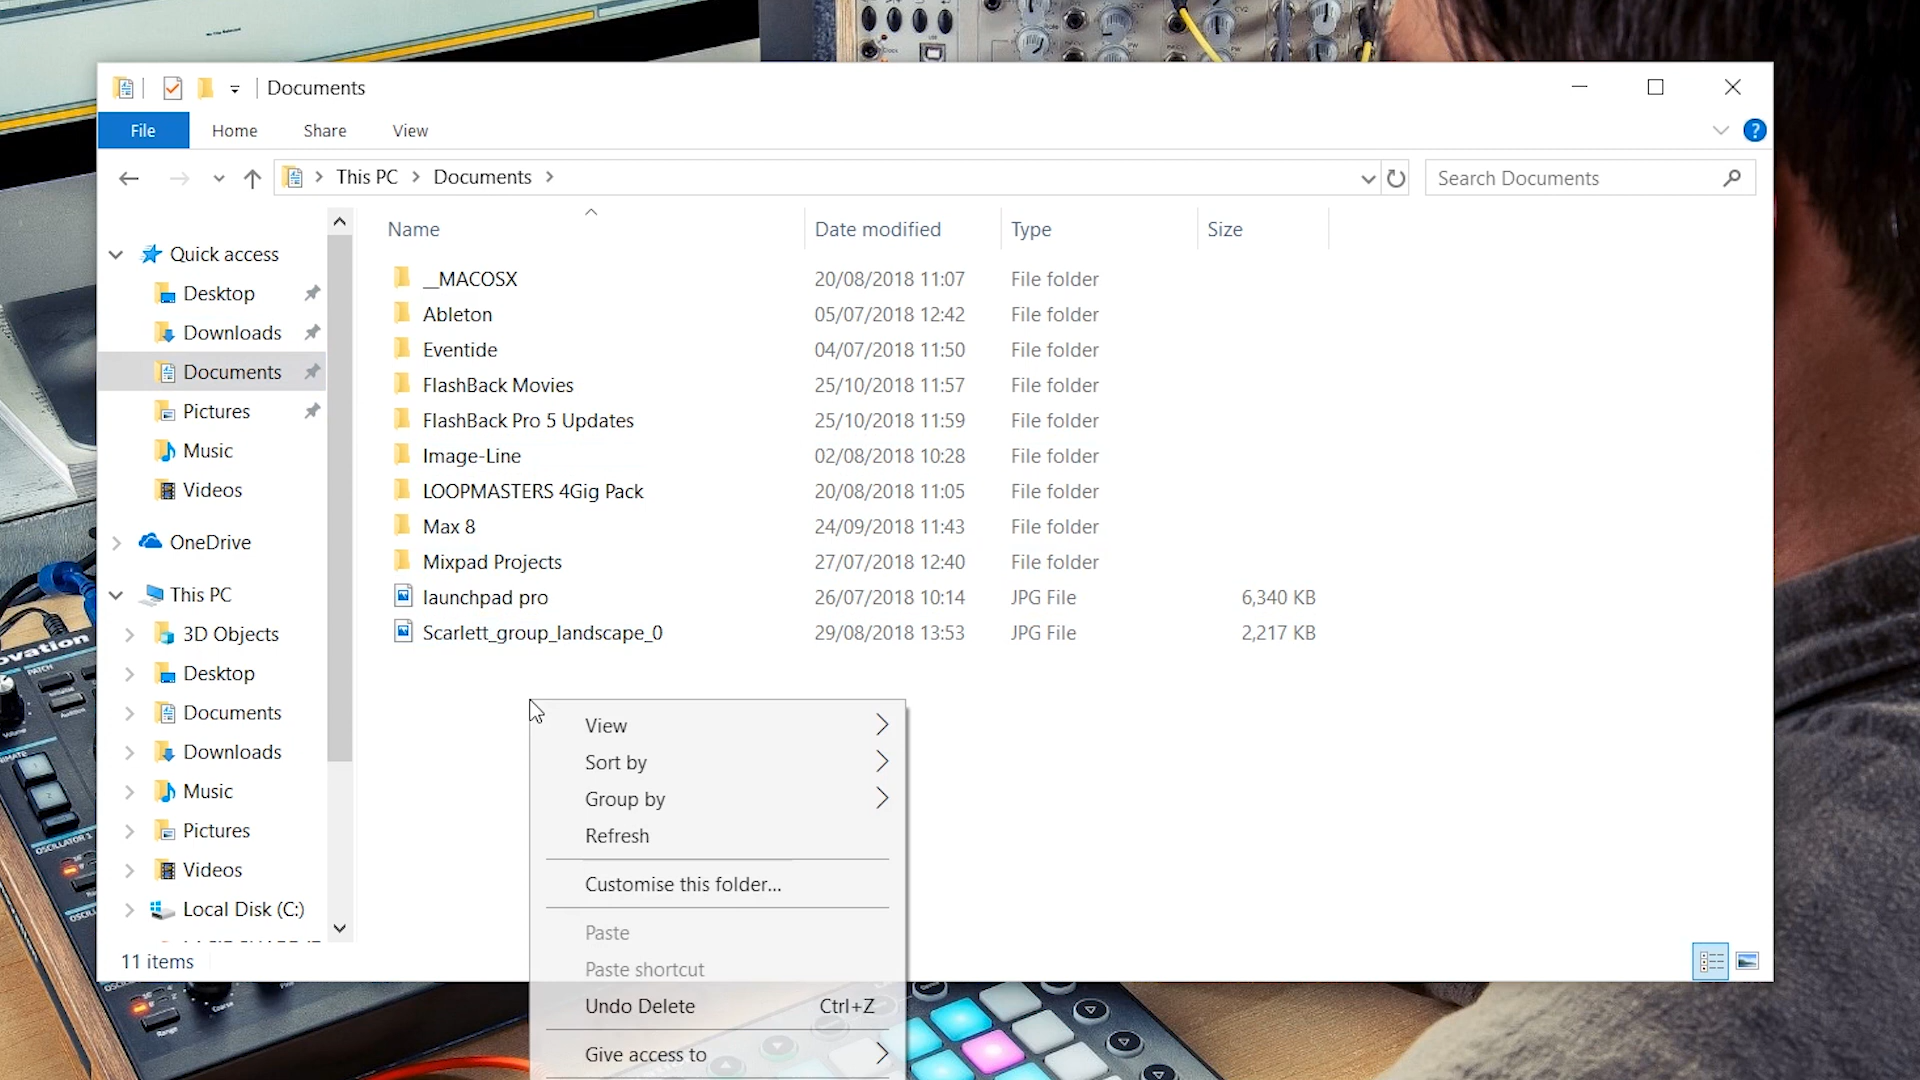 Documents
File Home Share View
This PC Documents
Search Documents
Name Date modified Type Size
Quick access
Desktop
Downloads
Documents
Pictures
Music
Videos
OneDrive
This PC
3D Objects
Desktop
Documents
Downloads
Music
Pictures
Videos
Local Disk (C:)
__MACOSX 20/08/2018 11:07 File folder
Ableton 05/07/2018 12:42 File folder
Eventide 04/07/2018 11:50 File folder
FlashBack Movies 25/10/2018 11:57 File folder
FlashBack Pro 5 Updates 25/10/2018 11:59 File folder
Image-Line 02/08/2018 10:28 File folder
LOOPMASTERS 4Gig Pack 20/08/2018 11:05 File folder
Max 8 24/09/2018 11:43 File folder
Mixpad Projects 27/07/2018 12:40 File folder
launchpad pro 26/07/2018 10:14 JPG File 6,340 KB
Scarlett_group_landscape_0 29/08/2018 13:53 JPG File 2,217 KB
View
Sort by
Group by
Refresh
Customise this folder...
Paste
Paste shortcut
Undo Delete Ctrl+Z
Give access to
11 items
PATCH
OSCILLATOR 1
Range